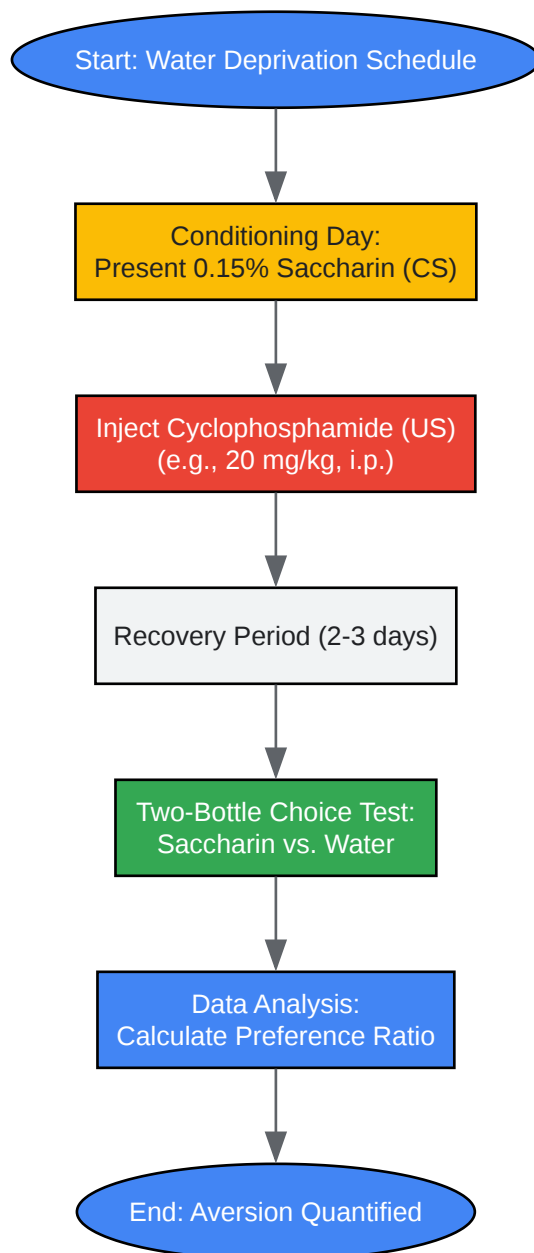 Start: Water Deprivation Schedule
Conditioning Day:
Present 0.15% Saccharin (CS)
Inject Cyclophosphamide (US)
(e.g., 20 mg/kg, i.p.)
Recovery Period (2-3 days)
Two-Bottle Choice Test:
Saccharin vs. Water
Data Analysis:
Calculate Preference Ratio
End: Aversion Quantified